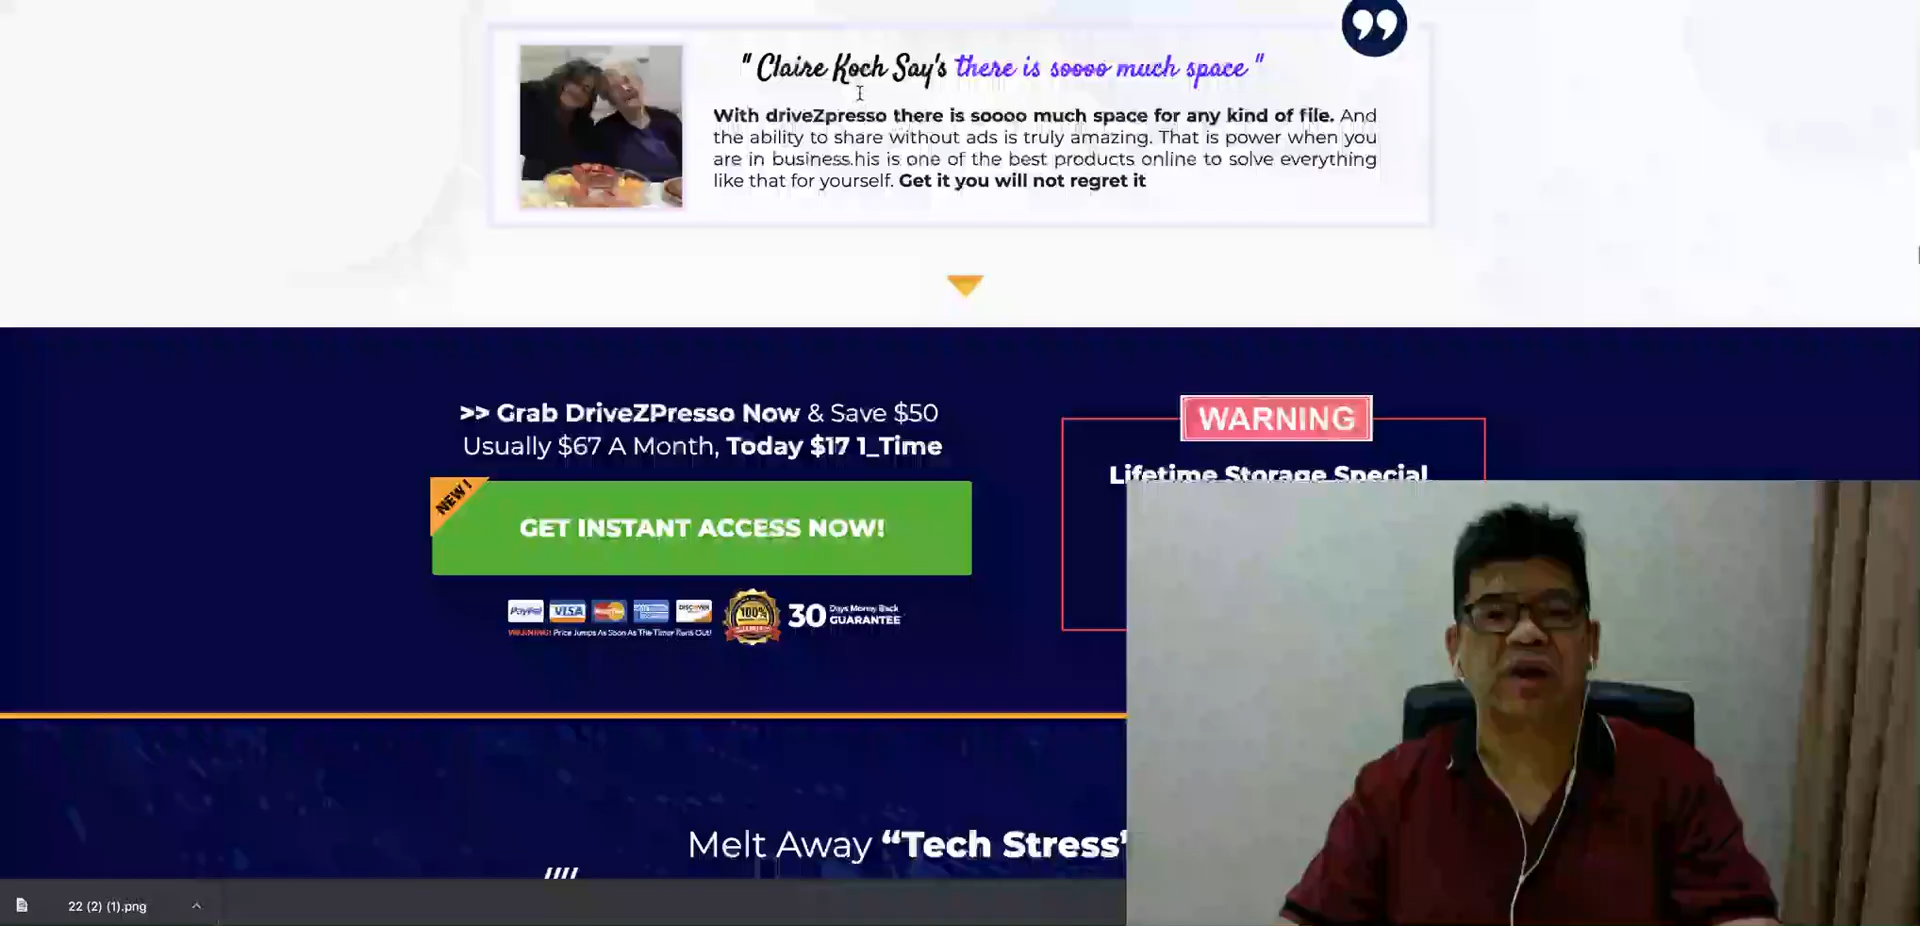 " Claire Koch Say's there is soooo much space "
With driveZpresso there is soooo much space for any kind of file. And
the ability to share without ads is truly amazing. That is power when you
are in business.his is one of the best products online to solve everything
like that for yourself. Get it you will not regret it
>> Grab DriveZPresso Now & Save $50
Usually $67 A Month, Today $17 1_Time
NEW!
GET INSTANT ACCESS NOW!
PayPal VISA DISCOVER
WARNING! Price Jumps As Soon As The Timer Runs Out!
100%
30 Days Money Back
GUARANTEE
WARNING
Lifetime Storage Special
Melt Away “Tech Stress”
22 (2) (1).png